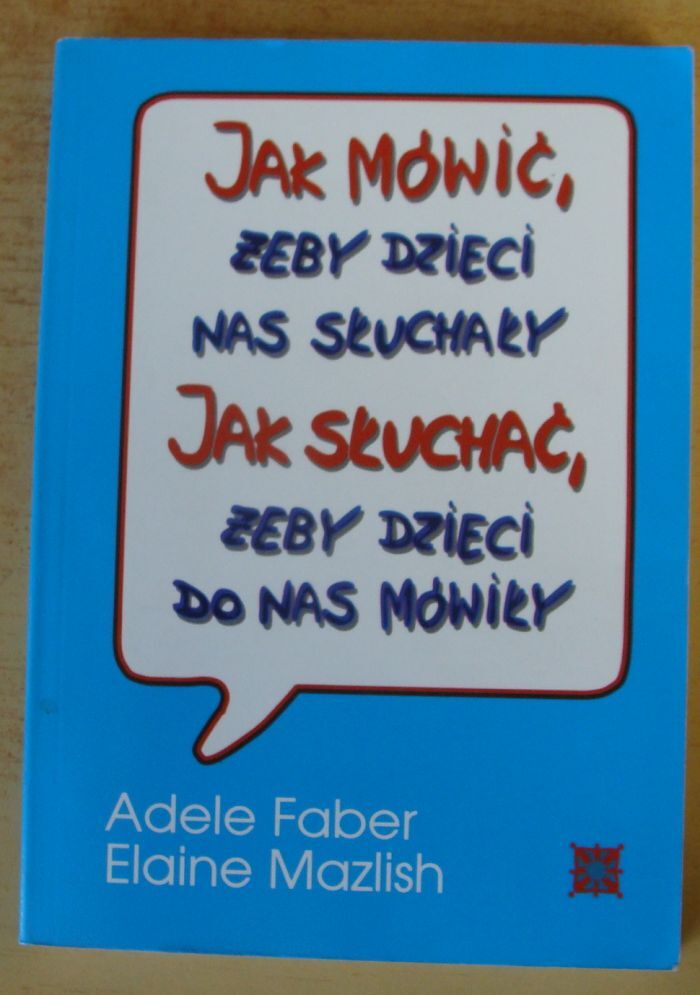 JAK MÓWIĆ,
ŻEBY DZIECI
NAS SŁUCHAŁY
JAK SŁUCHAĆ,
ŻEBY DZIECI
DO NAS MÓWIŁY
Adele Faber
Elaine Mazlish